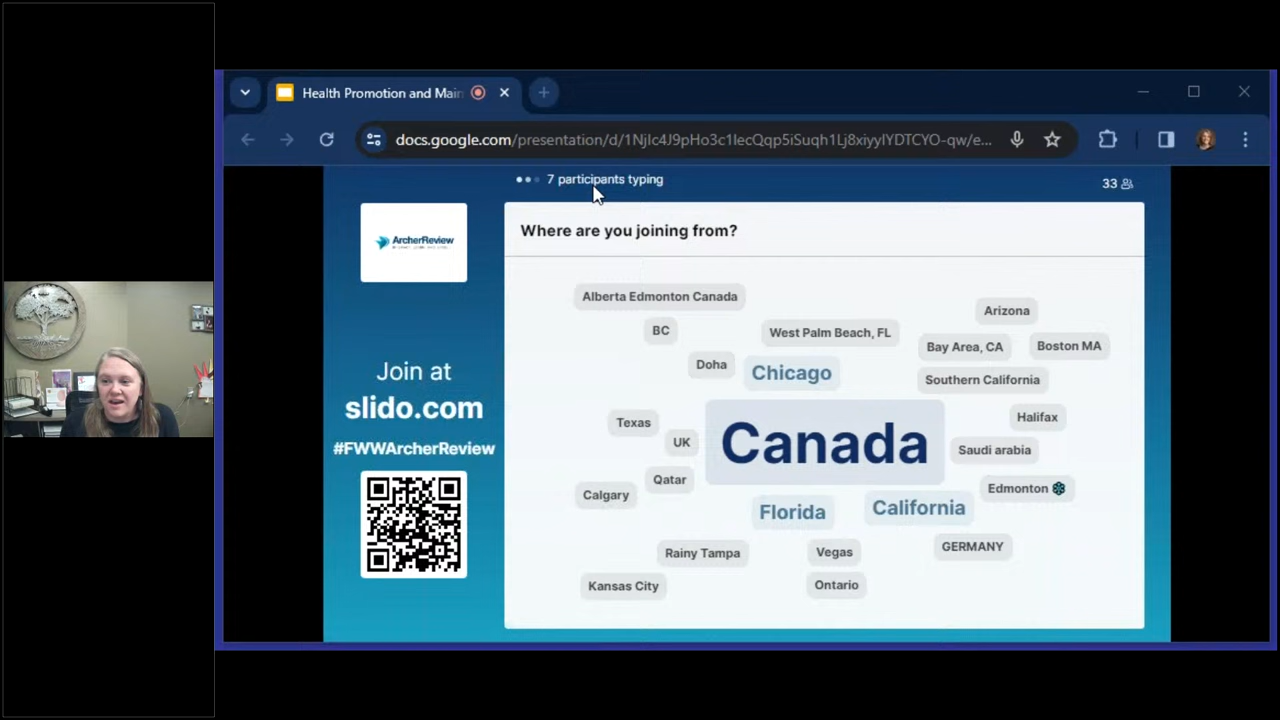 Health Promotion and Main
docs.google.com/presentation/d/1NjIc4J9pHo3c1IecQqp5iSuqh1Lj8xiyylYDTCYO-qw/e...
7 participants typing
33
ArcherReview
Where are you joining from?
Alberta Edmonton Canada
Arizona
BC
West Palm Beach, FL
Bay Area, CA
Boston MA
Doha
Chicago
Southern California
Join at
slido.com
#FWWArcherReview
Texas
UK
Canada
Halifax
Saudi arabia
Qatar
Calgary
Edmonton
Florida
California
Rainy Tampa
Vegas
GERMANY
Kansas City
Ontario